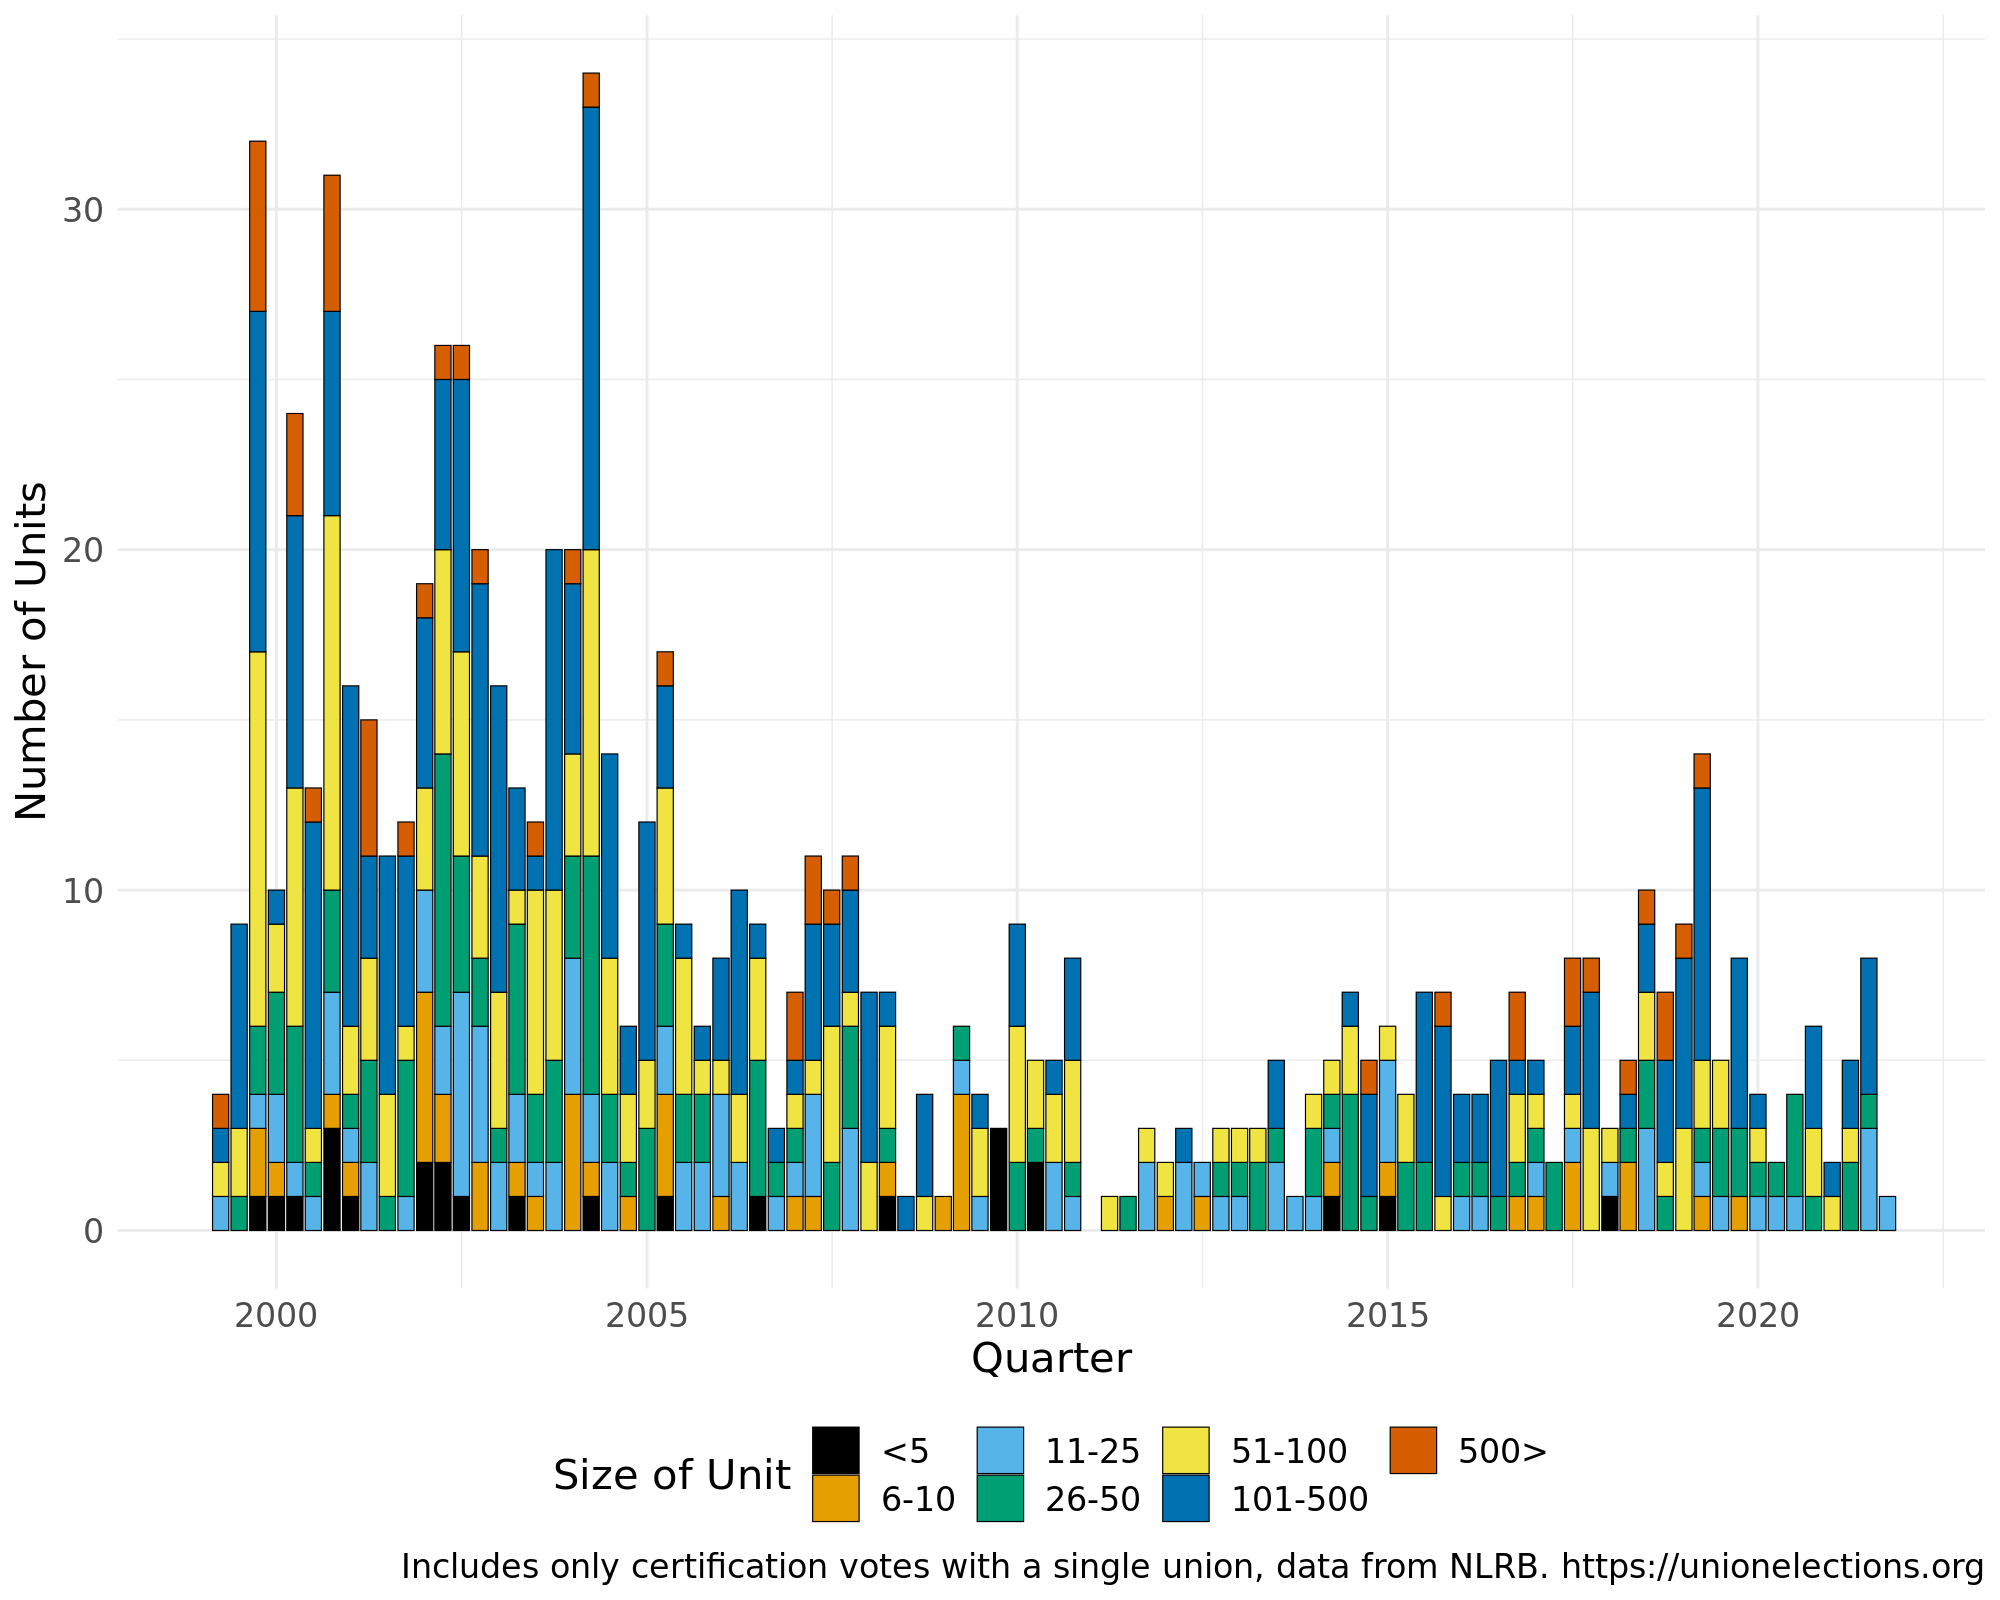 Number of Units
30
20
10
0
2000 2005 2010 2015 2020
Quarter
Size of Unit
<5 11-25 51-100 500>
6-10 26-50 101-500
Includes only certification votes with a single union, data from NLRB. https://unionelections.org